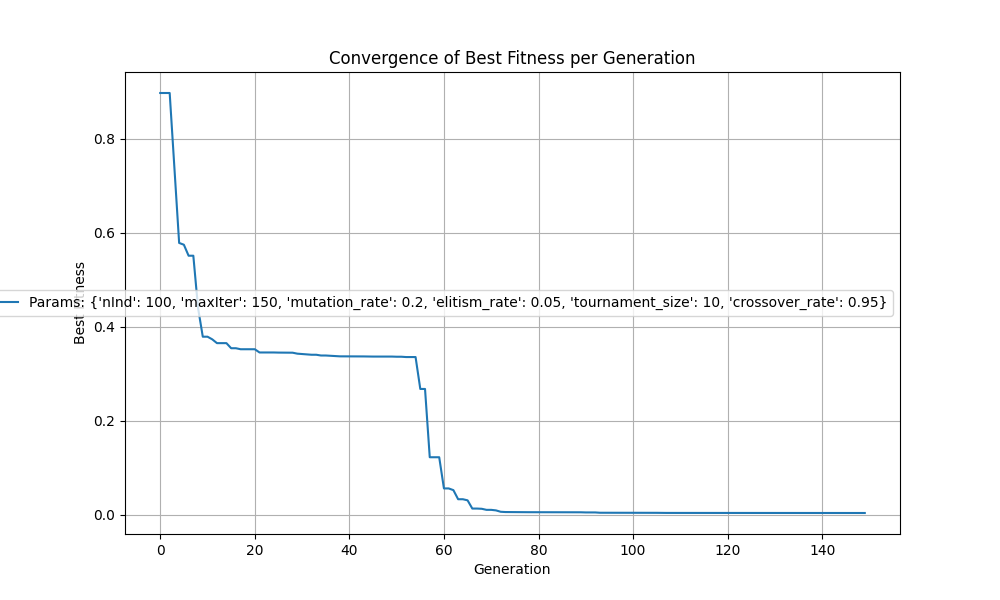 Convergence of Best Fitness per Generation
0.8
0.6
Best Fitness
Params: {'nInd': 100, 'maxIter': 150, 'mutation_rate': 0.2, 'elitism_rate': 0.05, 'tournament_size': 10, 'crossover_rate': 0.95}
0.4
0.2
0.0
0 20 40 60 80 100 120 140
Generation